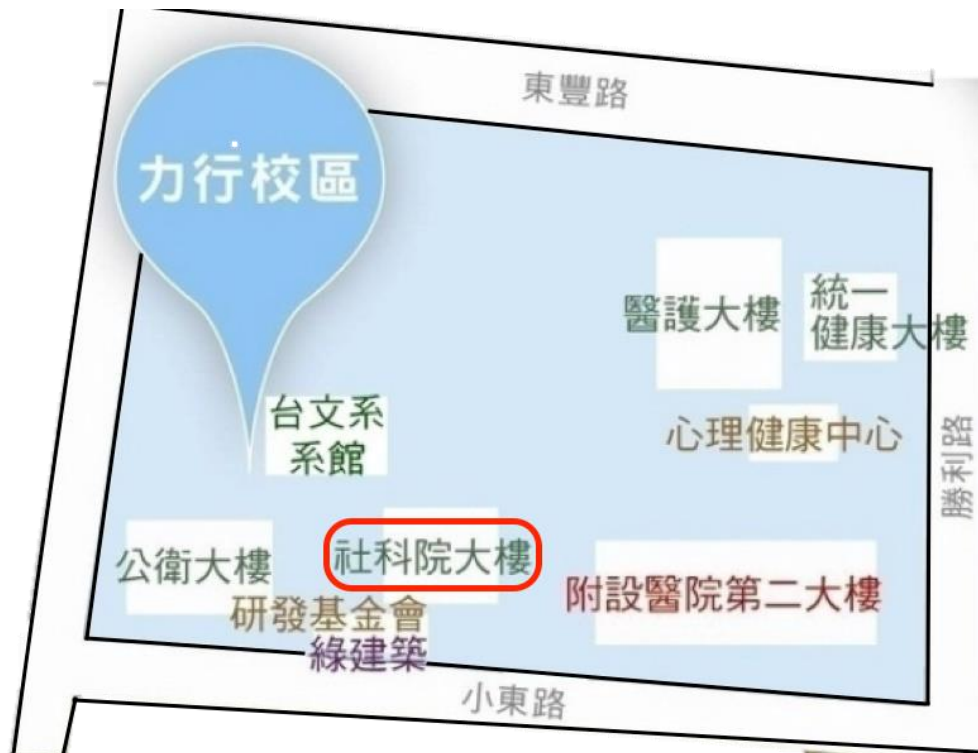 東豐路
力行校區
醫護大樓
統一
健康大樓
台文系
系館
心理健康中心
勝利路
公衛大樓
社科院大樓
附設醫院第二大樓
研發基金會
綠建築
小東路